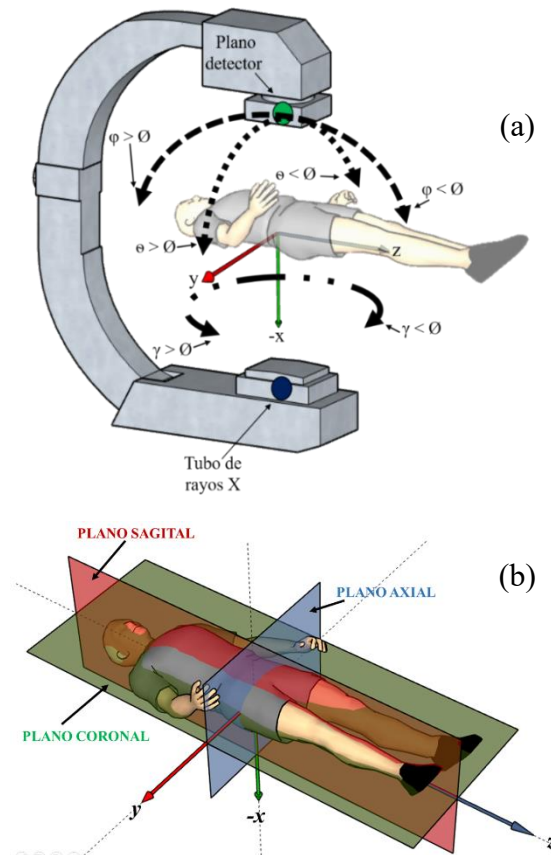 Plano
detector
(a)
φ > Ø
ɵ < Ø
φ < Ø
ɵ > Ø
z
y
-x
γ > Ø
γ < Ø
Tubo de
rayos X
(b)
PLANO SAGITAL
PLANO AXIAL
PLANO CORONAL
y
-x
z